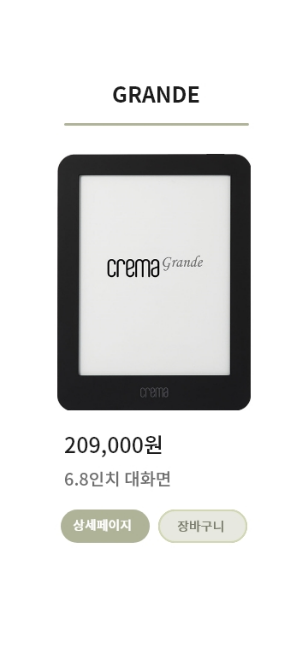 GRANDE
crema Grande
crema
209,000원
6.8인치 대화면
상세페이지
장바구니